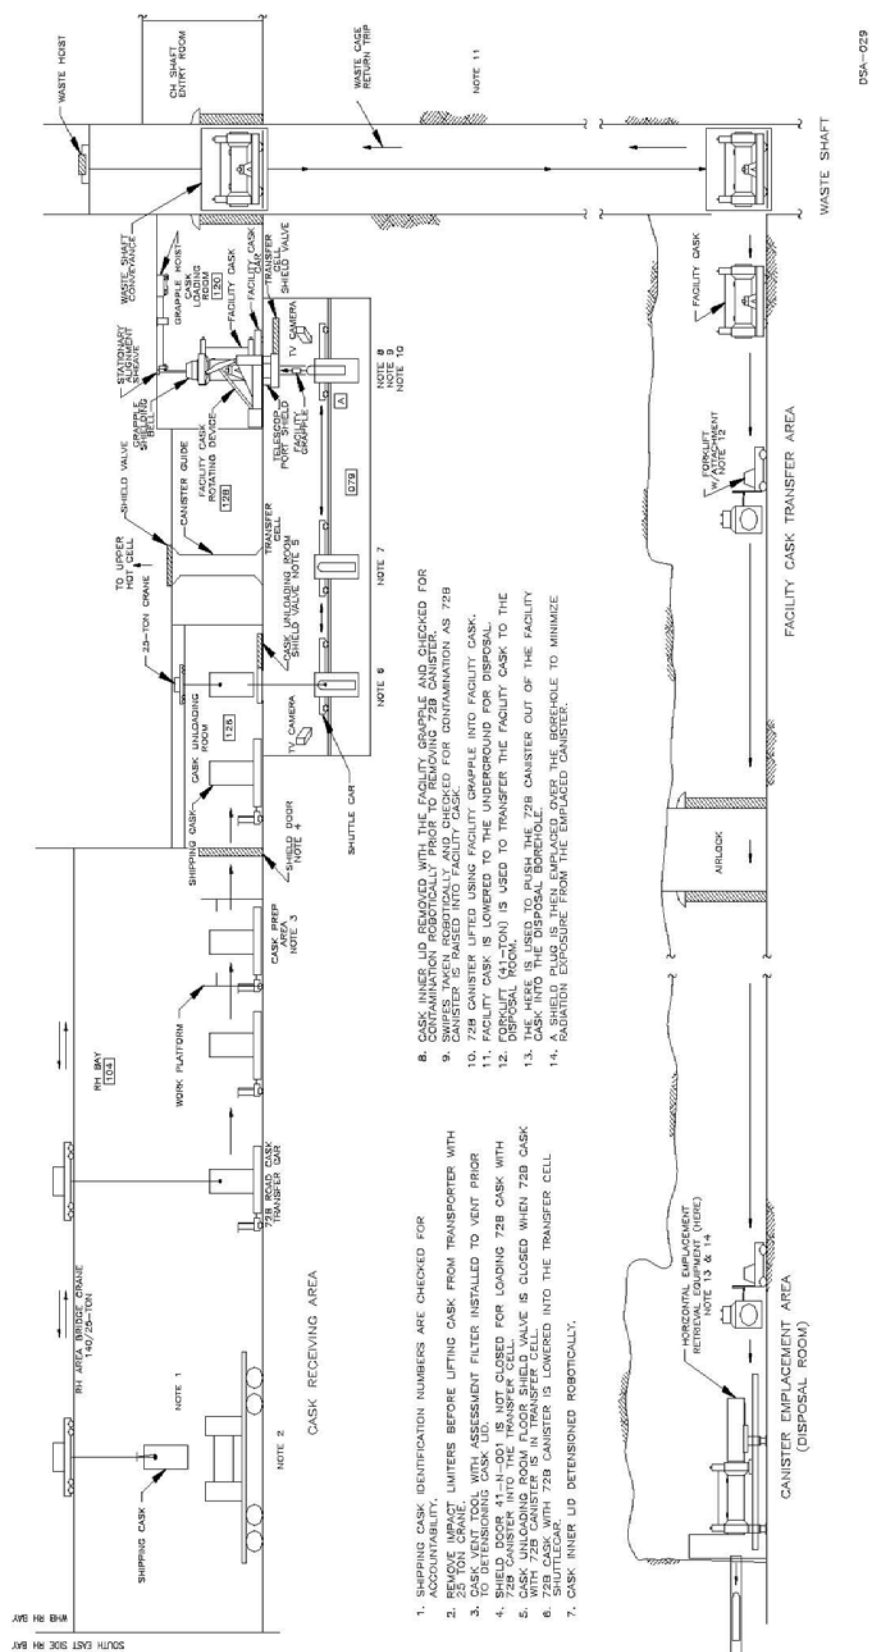 SOUTH EAST SIDE RH BAY
WHB RH BAY
RH AREA BRIDGE CRANE
140/25-TON
RH BAY
104
SHIPPING CASK
NOTE 1
NOTE 2
CASK RECEIVING AREA
72B ROAD CASK
TRANSFER CAR
WORK PLATFORM
CASK PREP
AREA
NOTE 3
SHIELD DOOR
NOTE 4
SHIPPING CASK
CASK UNLOADING
ROOM
125
25-TON CRANE
TO UPPER
HOT CELL
SHIELD VALVE
CANISTER GUIDE
128
CASK UNLOADING ROOM
SHIELD VALVE NOTE 5
TRANSFER
CELL
TV CAMERA
SHUTTLE CAR
NOTE 6
NOTE 7
079
A
GRAPPLE
SHIELDING
BELL
FACILITY CASK
ROTATING DEVICE
STATIONARY
ALIGNMENT
SHEAVE
GRAPPLE HOIST
CASK
LOADING
ROOM
120
FACILITY CASK
FACILITY CASK
CAR
TRANSFER
CELL
SHIELD VALVE
TELESCOP
PORT SHIELD
FACILITY
GRAPPLE
TV CAMERA
NOTE 8
NOTE 9
NOTE 10
WASTE SHAFT
CONVEYANCE
WASTE HOIST
CH SHAFT
ENTRY ROOM
WASTE CAGE
RETURN TRIP
NOTE 11
1. SHIPPING CASK IDENTIFICATION NUMBERS ARE CHECKED FOR
ACCOUNTABILITY.
2. REMOVE IMPACT LIMITERS BEFORE LIFTING CASK FROM TRANSPORTER WITH
25 TON CRANE.
3. CASK VENT TOOL WITH ASSESSMENT FILTER INSTALLED TO VENT PRIOR
TO DETENSIONING CASK LID.
4. SHIELD DOOR 41-N-001 IS NOT CLOSED FOR LOADING 72B CASK WITH
72B CANISTER INTO THE TRANSFER CELL.
5. CASK UNLOADING ROOM FLOOR SHIELD VALVE IS CLOSED WHEN 72B CASK
WITH 72B CANISTER IS IN TRANSFER CELL.
6. 72B CASK WITH 72B CANISTER IS LOWERED INTO THE TRANSFER CELL
SHUTTLECAR.
7. CASK INNER LID DETENSIONED ROBOTICALLY.
8. CASK INNER LID REMOVED WITH THE FACILITY GRAPPLE AND CHECKED FOR
CONTAMINATION ROBOTICALLY PRIOR TO REMOVING 72B CANISTER.
9. SWIPES TAKEN ROBOTICALLY AND CHECKED FOR CONTAMINATION AS 72B
CANISTER IS RAISED INTO FACILITY CASK.
10. 72B CANISTER LIFTED USING FACILITY GRAPPLE INTO FACILITY CASK.
11. FACILITY CASK IS LOWERED TO THE UNDERGROUND FOR DISPOSAL.
12. FORKLIFT (41-TON) IS USED TO TRANSFER THE FACILITY CASK TO THE
DISPOSAL ROOM.
13. THE HERE IS USED TO PUSH THE 72B CANISTER OUT OF THE FACILITY
CASK INTO THE DISPOSAL BOREHOLE.
14. A SHIELD PLUG IS THEN EMPLACED OVER THE BOREHOLE TO MINIMIZE
RADIATION EXPOSURE FROM THE EMPLACED CANISTER.
HORIZONTAL EMPLACEMENT
RETRIEVAL EQUIPMENT (HERE)
NOTE 13 & 14
CANISTER EMPLACEMENT AREA
(DISPOSAL ROOM)
AIRLOCK
FORKLIFT
W/ATTACHMENT
NOTE 12
FACILITY CASK
FACILITY CASK TRANSFER AREA
WASTE SHAFT
DSA-029